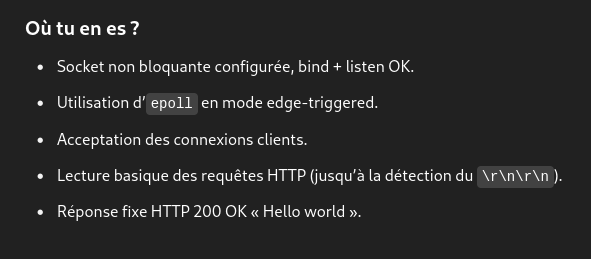 Où tu en es ?
• Socket non bloquante configurée, bind + listen OK.
• Utilisation d’epoll en mode edge-triggered.
• Acceptation des connexions clients.
• Lecture basique des requêtes HTTP (jusqu’à la détection du \r\n\r\n).
• Réponse fixe HTTP 200 OK « Hello world ».